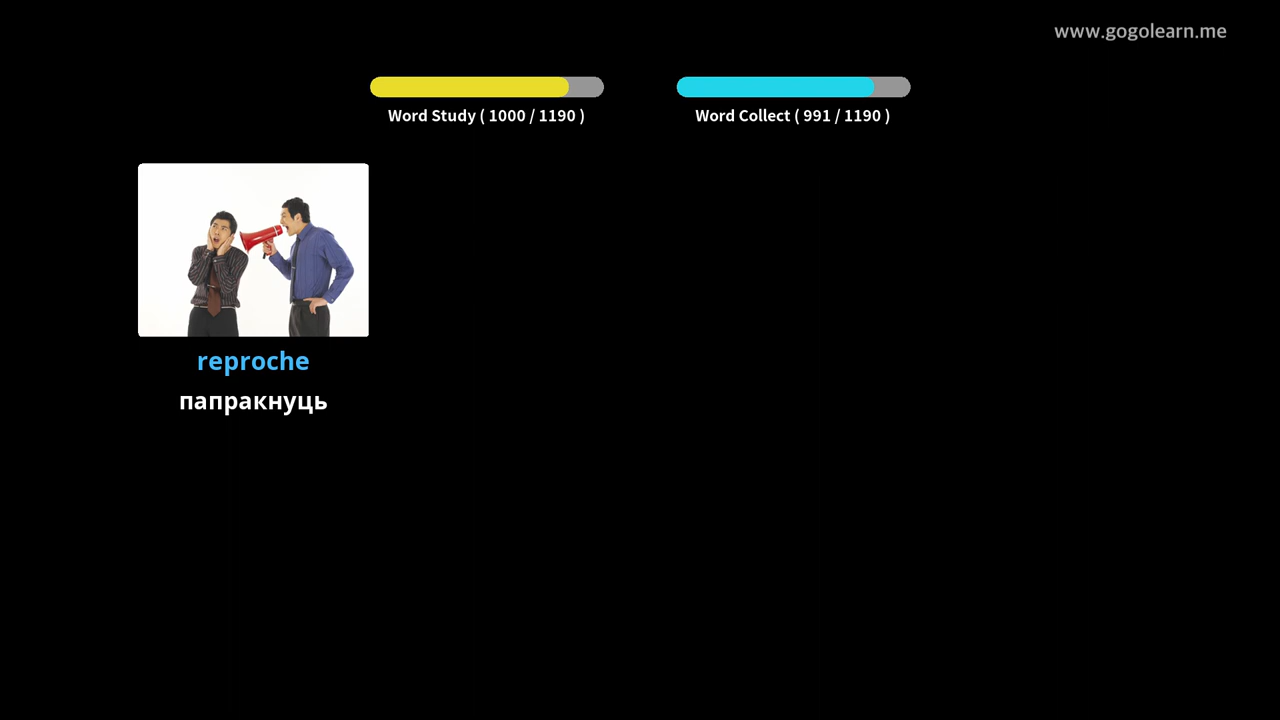 www.gogolearn.me
Word Study ( 1000 / 1190 )
Word Collect ( 991 / 1190 )
reproche
папракнуць